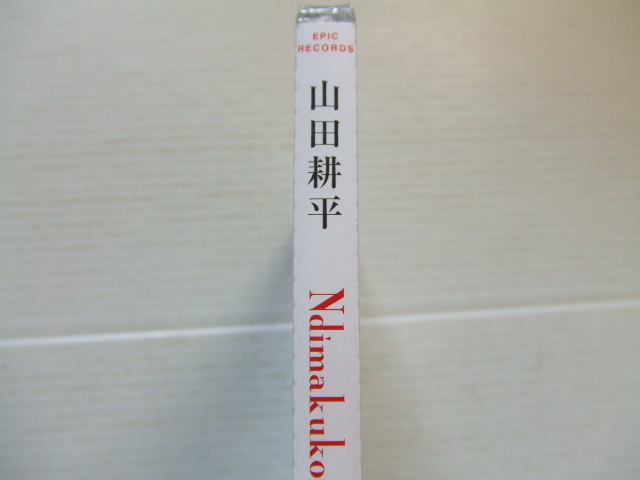 EPIC
RECORDS
山田耕平
Ndimakuko